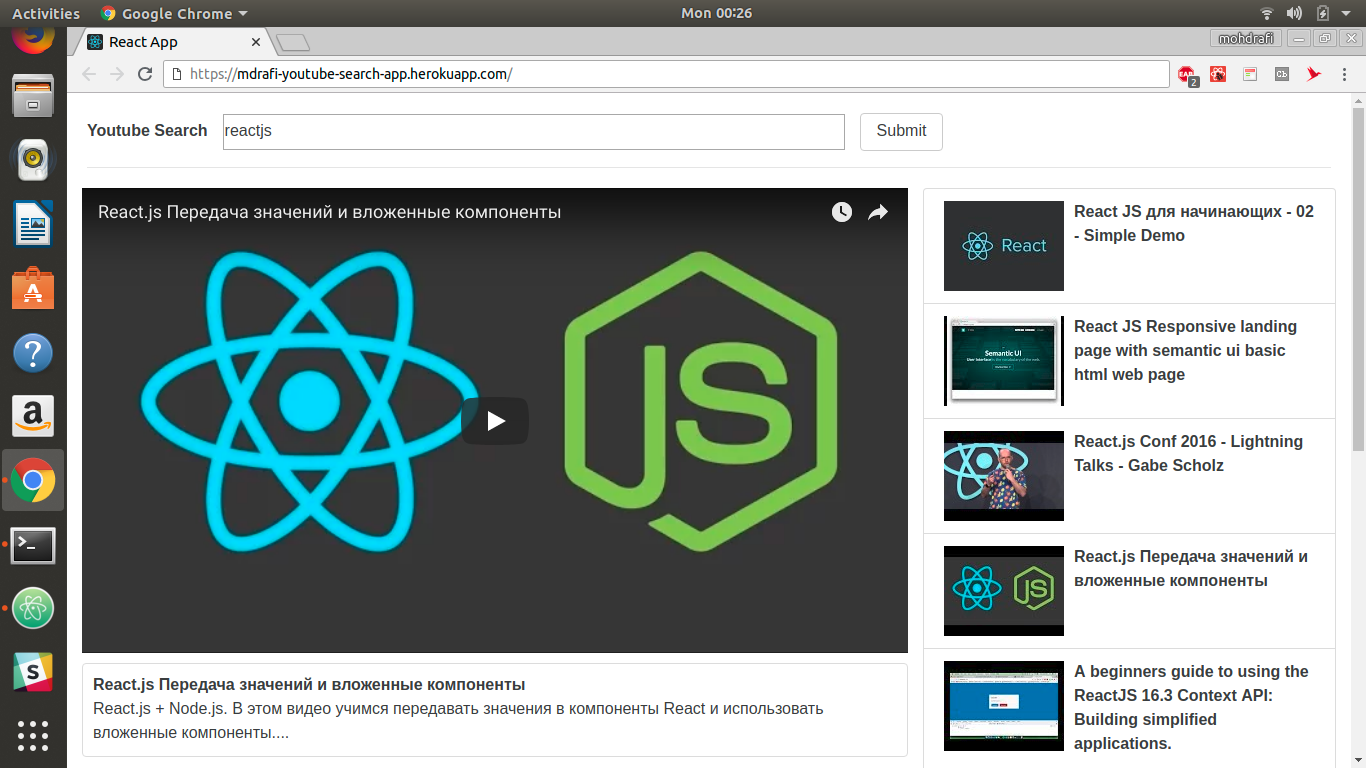 Activities
Google Chrome
Mon 00:26
React App
mohdrafi
https://mdrafi-youtube-search-app.herokuapp.com/
2
Cb
Youtube Search
reactjs
Submit
React.js Передача значений и вложенные компоненты
JS
React.js Передача значений и вложенные компоненты
React.js + Node.js. В этом видео учимся передавать значения в компоненты React и использовать
вложенные компоненты....
React
React JS для начинающих - 02
- Simple Demo
Semantic UI
React JS Responsive landing
page with semantic ui basic
html web page
React.js Conf 2016 - Lightning
Talks - Gabe Scholz
JS
React.js Передача значений и
вложенные компоненты
A beginners guide to using the
ReactJS 16.3 Context API:
Building simplified
applications.